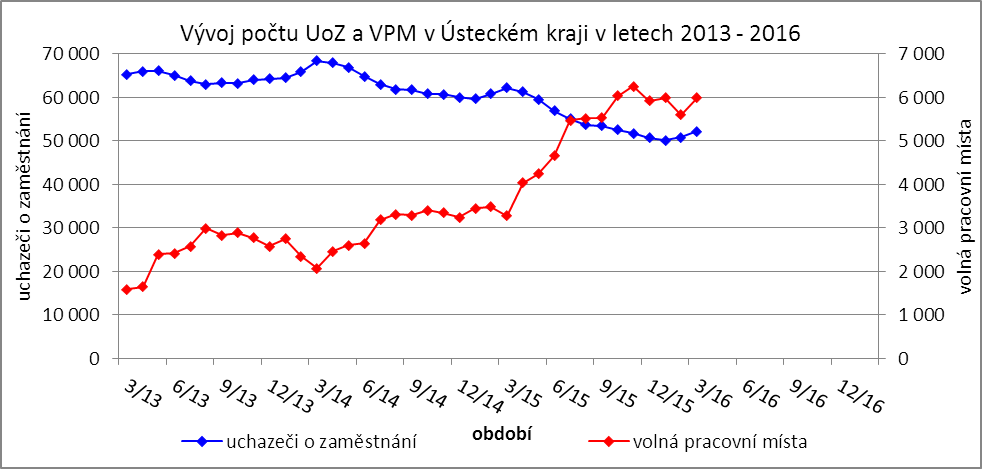 Vývoj počtu UoZ a VPM v Ústeckém kraji v letech 2013 - 2016
uchazeči o zaměstnání
70 000
60 000
50 000
40 000
30 000
20 000
10 000
0
7 000
6 000
5 000
4 000
3 000
2 000
1 000
0
volná pracovní místa
3/13 6/13 9/13 12/13 3/14 6/14 9/14 12/14 3/15 6/15 9/15 12/15 3/16 6/16 9/16 12/16
období
uchazeči o zaměstnání volná pracovní místa